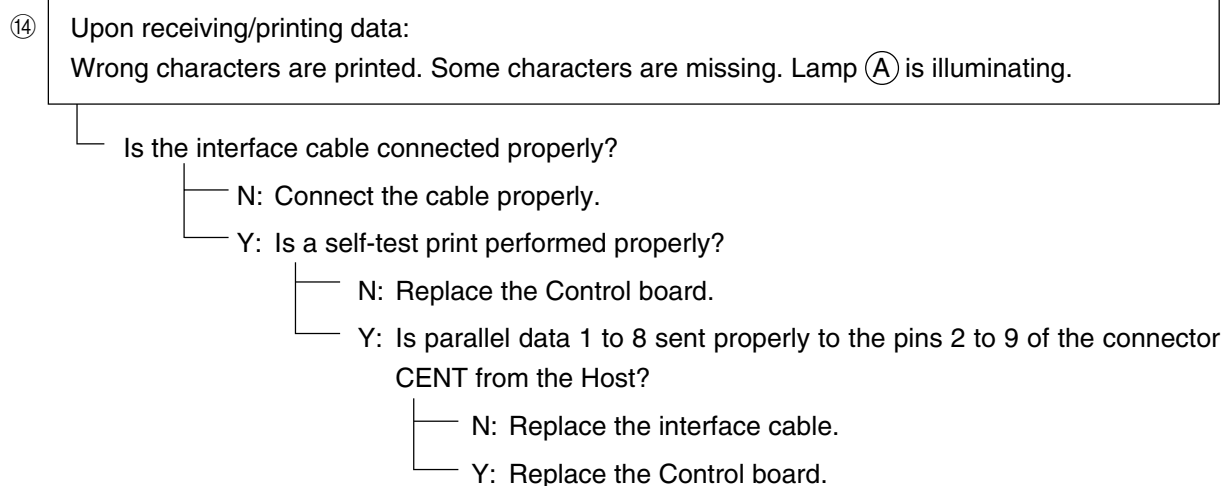 ⑭ Upon receiving/printing data:
Wrong characters are printed. Some characters are missing. Lamp Ⓐ is illuminating.
Is the interface cable connected properly?
N: Connect the cable properly.
Y: Is a self-test print performed properly?
N: Replace the Control board.
Y: Is parallel data 1 to 8 sent properly to the pins 2 to 9 of the connector
CENT from the Host?
N: Replace the interface cable.
Y: Replace the Control board.